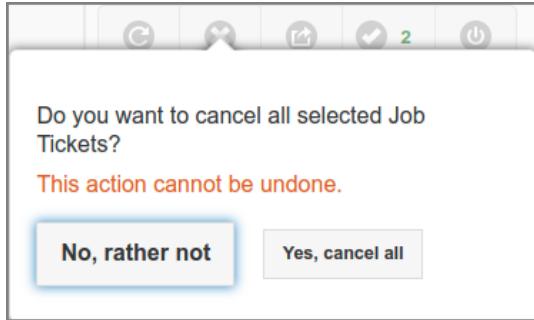 2
Do you want to cancel all selected Job
Tickets?
This action cannot be undone.
No, rather not
Yes, cancel all